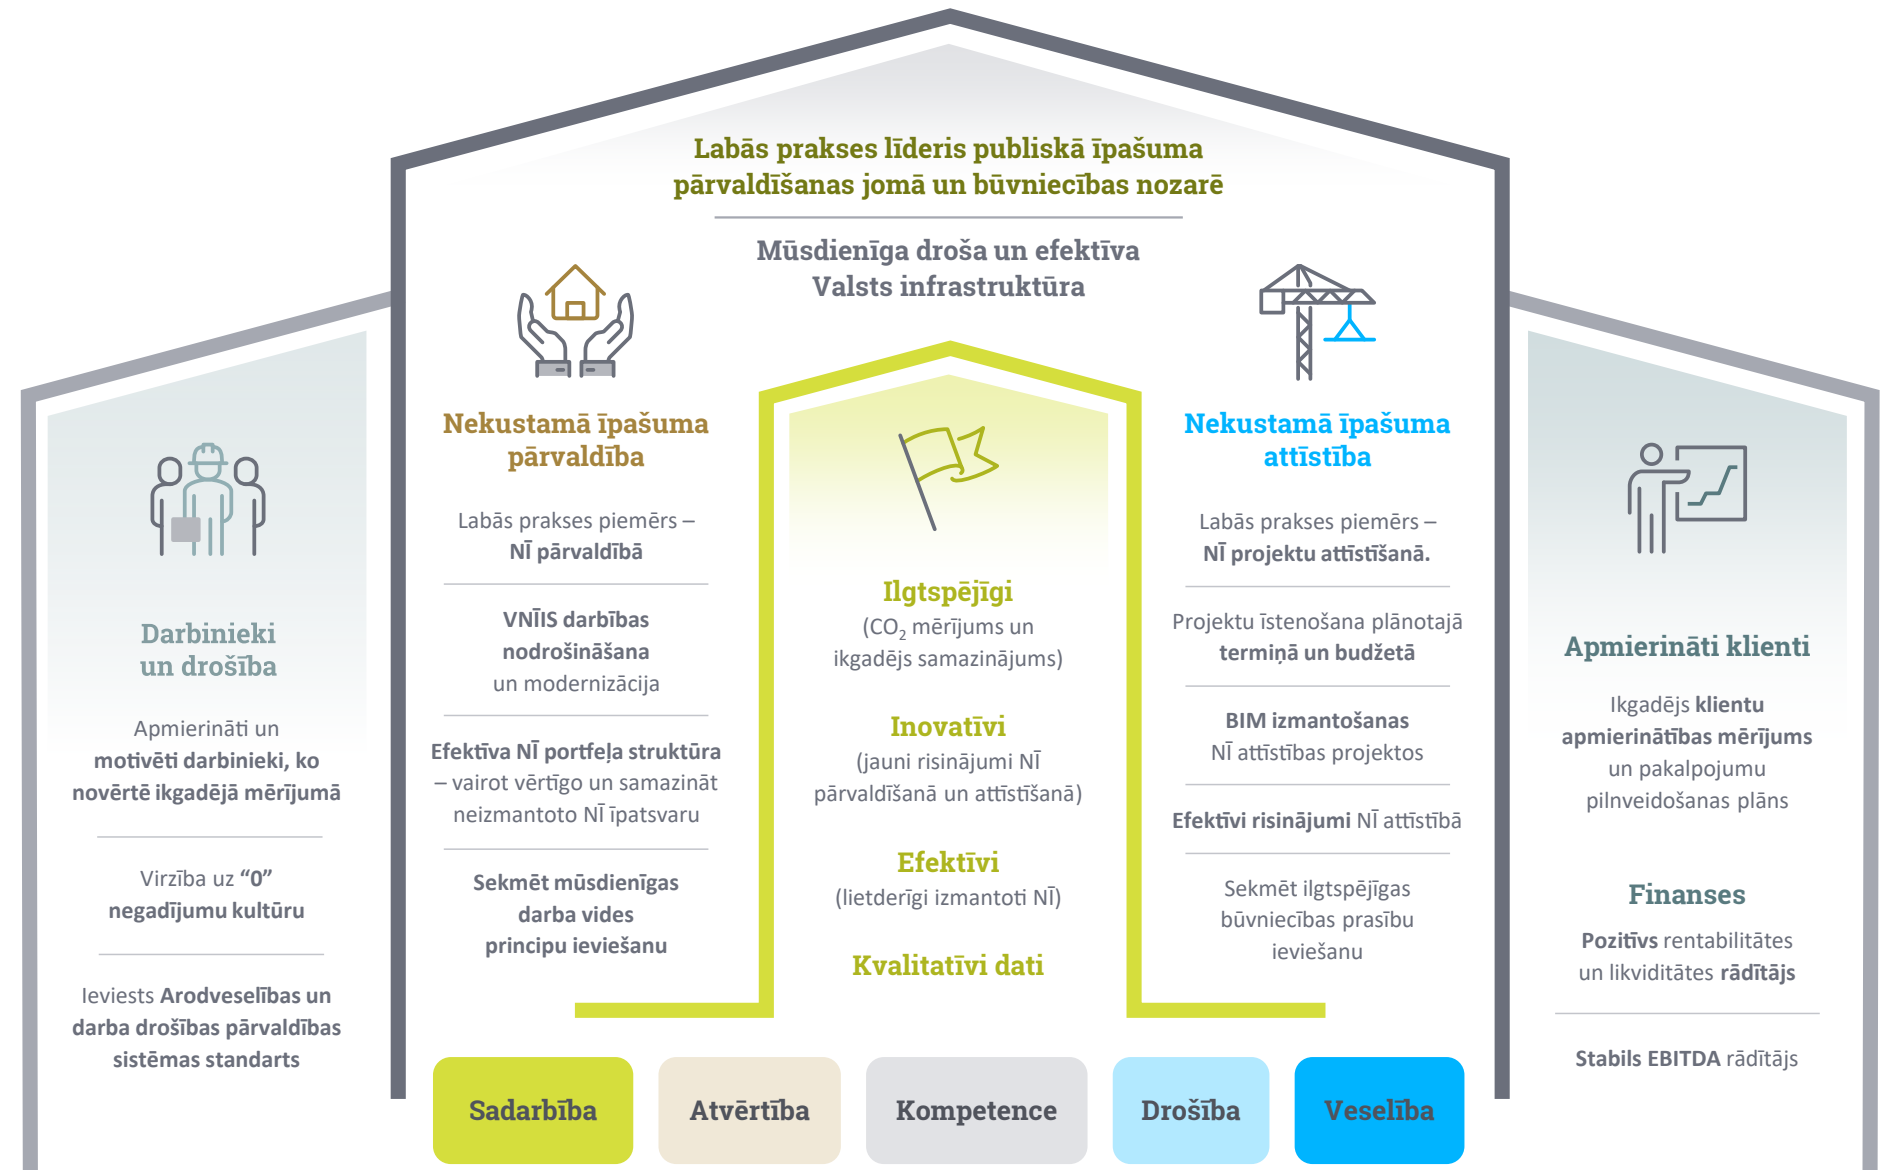 Labās prakses līderis publiskā īpašuma
pārvaldīšanas jomā un būvniecības nozarē
Mūsdienīga droša un efektīva
Valsts infrastruktūra
Darbinieki
un drošība
Apmierināti un
motivēti darbinieki, ko
novērtē ikgadējā mērījumā
Virzība uz “0”
negadījumu kultūru
Ieviests Arodveselības un
darba drošības pārvaldības
sistēmas standarts
Nekustamā īpašuma
pārvaldība
Labās prakses piemērs –
NĪ pārvaldībā
VNĪIS darbības
nodrošināšana
un modernizācija
Efektīva NĪ portfeļa struktūra
– vairot vērtīgo un samazināt
neizmantoto NĪ īpatsvaru
Sekmēt mūsdienīgas
darba vides
principu ieviešanu
Ilgtspējīgi
(CO₂ mērījums un
ikgadējs samazinājums)
Inovatīvi
(jauni risinājumi NĪ
pārvaldīšanā un attīstīšanā)
Efektīvi
(lietderīgi izmantoti NĪ)
Kvalitatīvi dati
Nekustamā īpašuma
attīstība
Labās prakses piemērs –
NĪ projektu attīstīšanā.
Projektu īstenošana plānotajā
termiņā un budžetā
BIM izmantošanas
NĪ attīstības projektos
Efektīvi risinājumi NĪ attīstībā
Sekmēt ilgtspējīgas
būvniecības prasību
ieviešanu
Apmierināti klienti
Ikgadējs klientu
apmierinātības mērījums
un pakalpojumu
pilnveidošanas plāns
Finanses
Pozitīvs rentabilitātes
un likviditātes rādītājs
Stabils EBITDA rādītājs
Sadarbība
Atvērtība
Kompetence
Drošība
Veselība